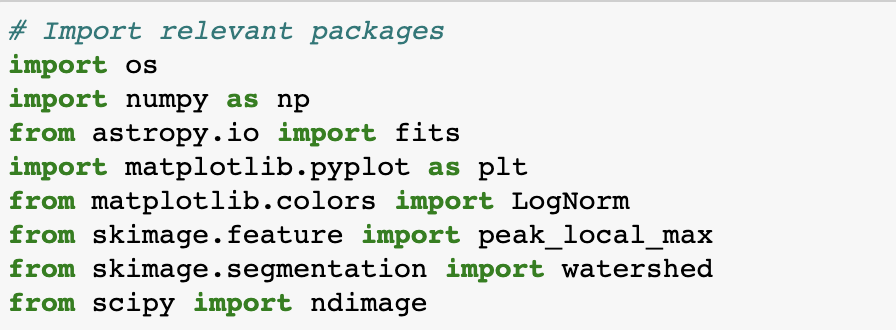 # Import relevant packages
import os
import numpy as np
from astropy.io import fits
import matplotlib.pyplot as plt
from matplotlib.colors import LogNorm
from skimage.feature import peak_local_max
from skimage.segmentation import watershed
from scipy import ndimage